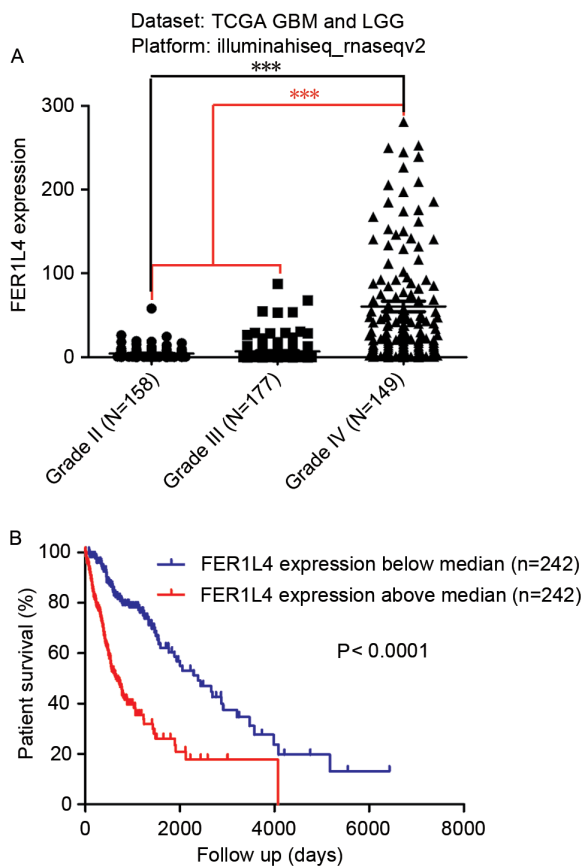 Dataset: TCGA GBM and LGG
Platform: illuminahiseq_rnaseqv2
A
***
***
300
200
100
0
FER1L4 expression
Grade II (N=158)
Grade III (N=177)
Grade IV (N=149)
B
FER1L4 expression below median (n=242)
FER1L4 expression above median (n=242)
P< 0.0001
100
80
60
40
20
0
Patient survival (%)
0 2000 4000 6000 8000
Follow up (days)